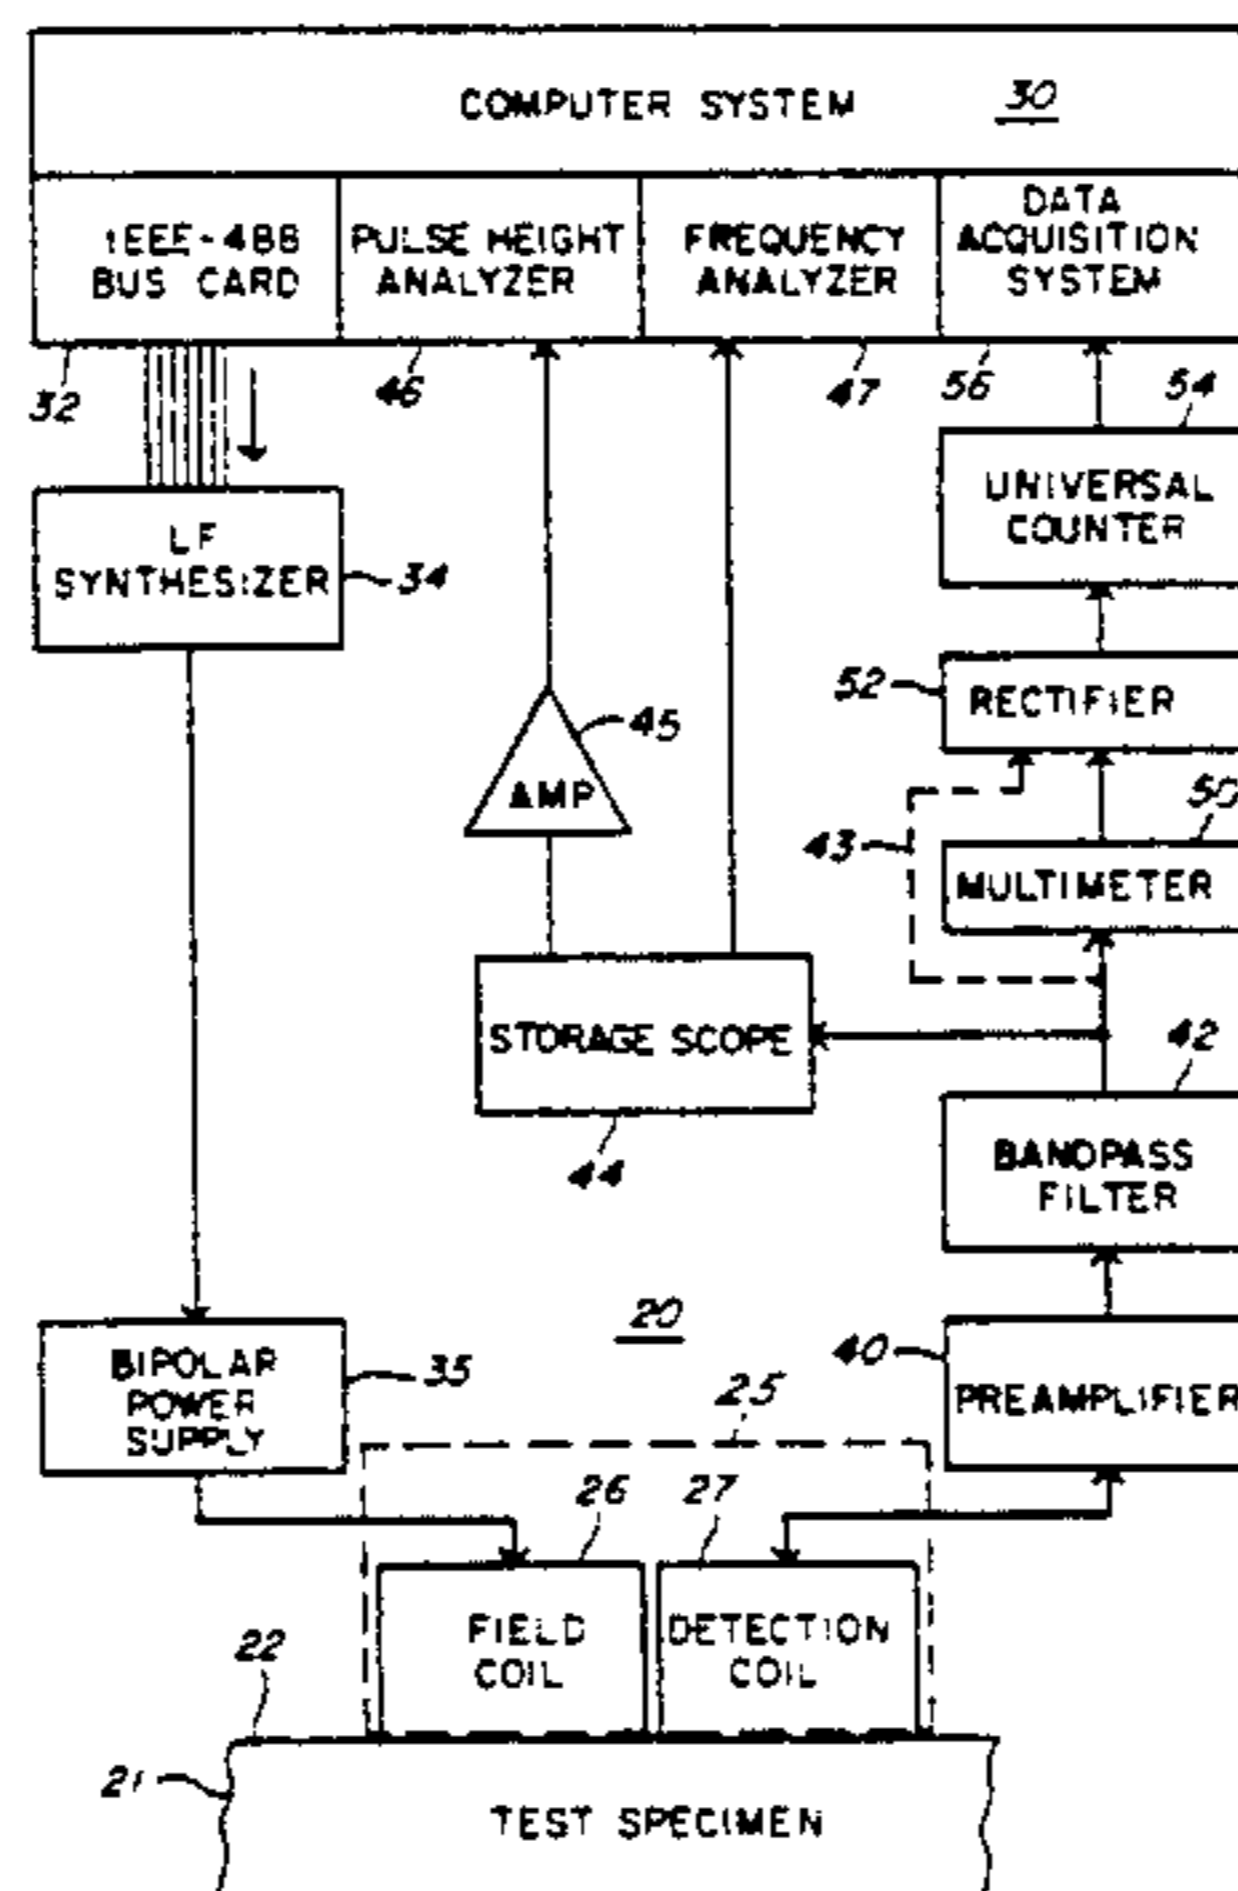 COMPUTER SYSTEM 30
IEEE-488
BUS CARD
PULSE HEIGHT
ANALYZER
FREQUENCY
ANALYZER
DATA
ACQUISITION
SYSTEM
32
46
47
56
54
LF
SYNTHESIZER
34
UNIVERSAL
COUNTER
52
RECTIFIER
45
AMP
43
50
MULTIMETER
STORAGE SCOPE
44
42
BANDPASS
FILTER
20
BIPOLAR
POWER
SUPPLY
35
25
40
PREAMPLIFIER
26
27
FIELD
COIL
DETECTION
COIL
22
21
TEST SPECIMEN